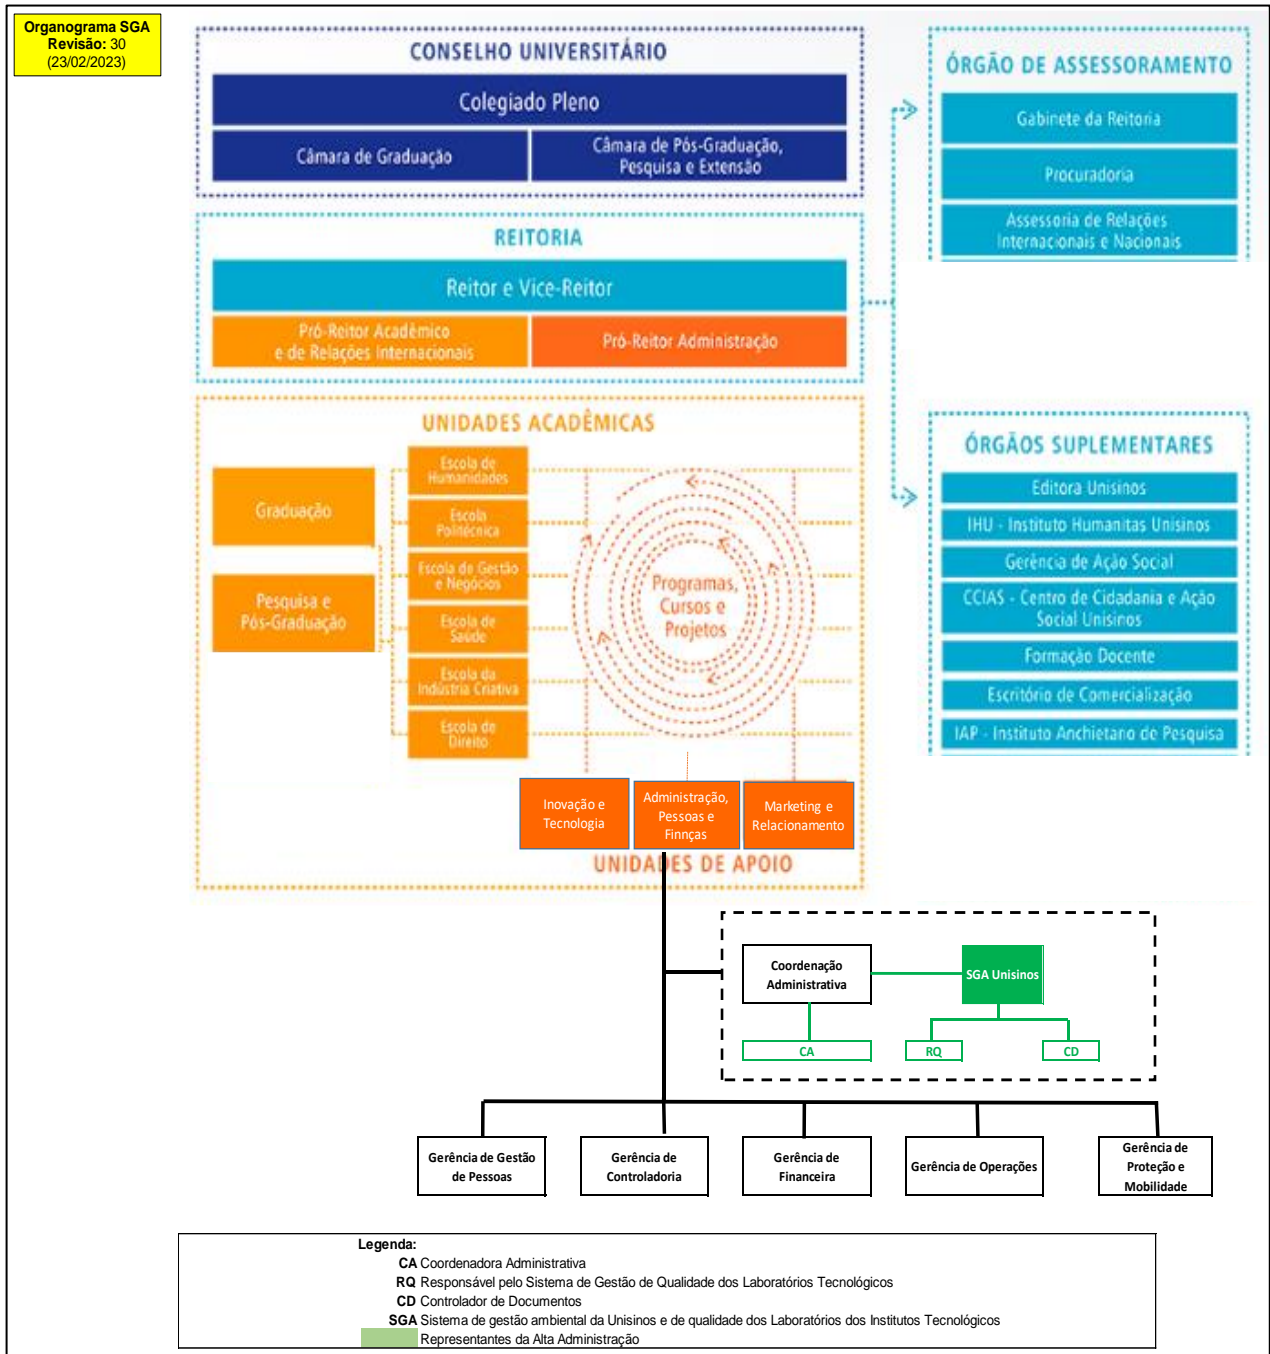 Organograma SGA
Revisão: 30
(23/02/2023)
CONSELHO UNIVERSITÁRIO
Colegiado Pleno
Câmara de Graduação
Câmara de Pós-Graduação,
Pesquisa e Extensão
REITORIA
Reitor e Vice-Reitor
Pró-Reitor Acadêmico
e de Relações Internacionais
Pró-Reitor Administração
ÓRGÃO DE ASSESSORAMENTO
Gabinete da Reitoria
Procuradoria
Assessoria de Relações
Internacionais e Nacionais
ÓRGÃOS SUPLEMENTARES
Editora Unisinos
IHU - Instituto Humanitas Unisinos
Gerência de Ação Social
CCIAS - Centro de Cidadania e Ação
Social Unisinos
Formação Docente
Escritório de Comercialização
IAP - Instituto Anchietano de Pesquisa
UNIDADES ACADÊMICAS
Graduação
Pesquisa e
Pós-Graduação
Escola de
Humanidades
Escola
Politécnica
Escola de Gestão
e Negócios
Escola de
Saúde
Escola da
Indústria Criativa
Escola de
Direito
Programas,
Cursos e
Projetos
Inovação e
Tecnologia
Administração,
Pessoas e
Finnças
Marketing e
Relacionamento
UNIDADES DE APOIO
Coordenação
Administrativa
SGA Unisinos
CA
RQ
CD
Gerência de Gestão
de Pessoas
Gerência de
Controladoria
Gerência de
Financeira
Gerência de Operações
Gerência de
Proteção e
Mobilidade
Legenda:
CA Coordenadora Administrativa
RQ Responsável pelo Sistema de Gestão de Qualidade dos Laboratórios Tecnológicos
CD Controlador de Documentos
SGA Sistema de gestão ambiental da Unisinos e de qualidade dos Laboratórios dos Institutos Tecnológicos
Representantes da Alta Administração